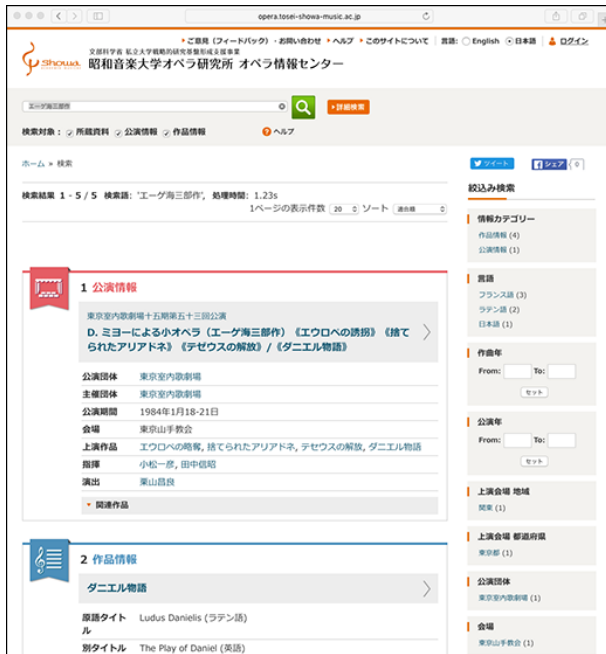 opera.tosei-showa-music.ac.jp
ご意見（フィードバック）・お問い合わせ ヘルプ このサイトについて 言語: English 日本語 ログイン
文部科学省 私立大学戦略的研究基盤形成支援事業
Showa
昭和音楽大学オペラ研究所 オペラ情報センター
エーゲ海三部作
詳細検索
検索対象： 所蔵資料 公演情報 作品情報 ヘルプ
ホーム » 検索
ツイート シェア 0
検索結果 1 - 5 / 5 検索語: 'エーゲ海三部作', 処理時間: 1.23s
1ページの表示件数 20 ソート 適合順
1 公演情報
東京室内歌劇場十五期第五十三回公演
D. ミヨーによる小オペラ（エーゲ海三部作）《エウロペの誘拐》《捨て
られたアリアドネ》《テゼウスの解放》/《ダニエル物語》
公演団体 東京室内歌劇場
主催団体 東京室内歌劇場
公演期間 1984年1月18-21日
会場 東京山手教会
上演作品 エウロペの略奪, 捨てられたアリアドネ, テセウスの解放, ダニエル物語
指揮 小松一彦, 田中信昭
演出 栗山昌良
関連作品
2 作品情報
ダニエル物語
原語タイト
ル
Ludus Danielis (ラテン語)
別タイトル The Play of Daniel (英語)
絞込み検索
情報カテゴリー
作品情報 (4)
公演情報 (1)
言語
フランス語 (3)
ラテン語 (2)
日本語 (1)
作曲年
From: To:
セット
公演年
From: To:
セット
上演会場 地域
関東 (1)
上演会場 都道府県
東京都 (1)
公演団体
東京室内歌劇場 (1)
会場
東京山手教会 (1)